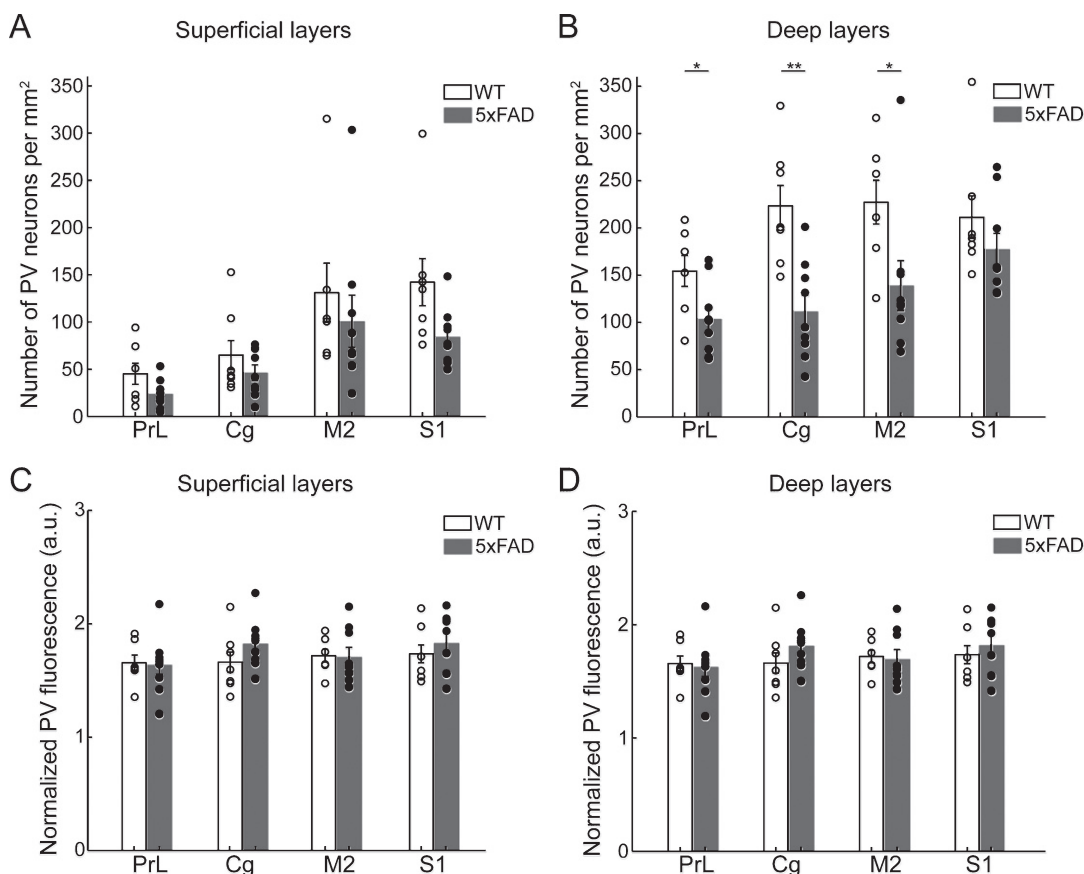 A
Superficial layers
Number of PV neurons per mm²
350
300
250
200
150
100
50
0
WT
5xFAD
PrL Cg M2 S1
B
Deep layers
* ** *
Number of PV neurons per mm²
350
300
250
200
150
100
50
0
WT
5xFAD
PrL Cg M2 S1
C
Superficial layers
Normalized PV fluorescence (a.u.)
3
2
1
0
WT
5xFAD
PrL Cg M2 S1
D
Deep layers
Normalized PV fluorescence (a.u.)
3
2
1
0
WT
5xFAD
PrL Cg M2 S1